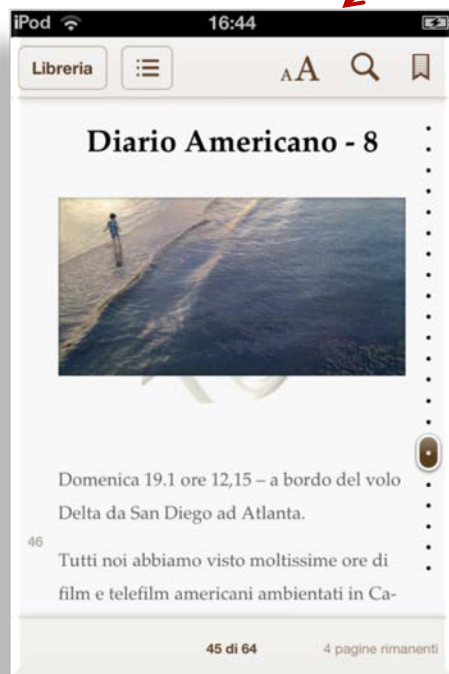 iPod 16:44
Libreria AA
Diario Americano - 8
Domenica 19.1 ore 12,15 – a bordo del volo
Delta da San Diego ad Atlanta.
46
Tutti noi abbiamo visto moltissime ore di
film e telefilm americani ambientati in Ca-
45 di 64 4 pagine rimanenti